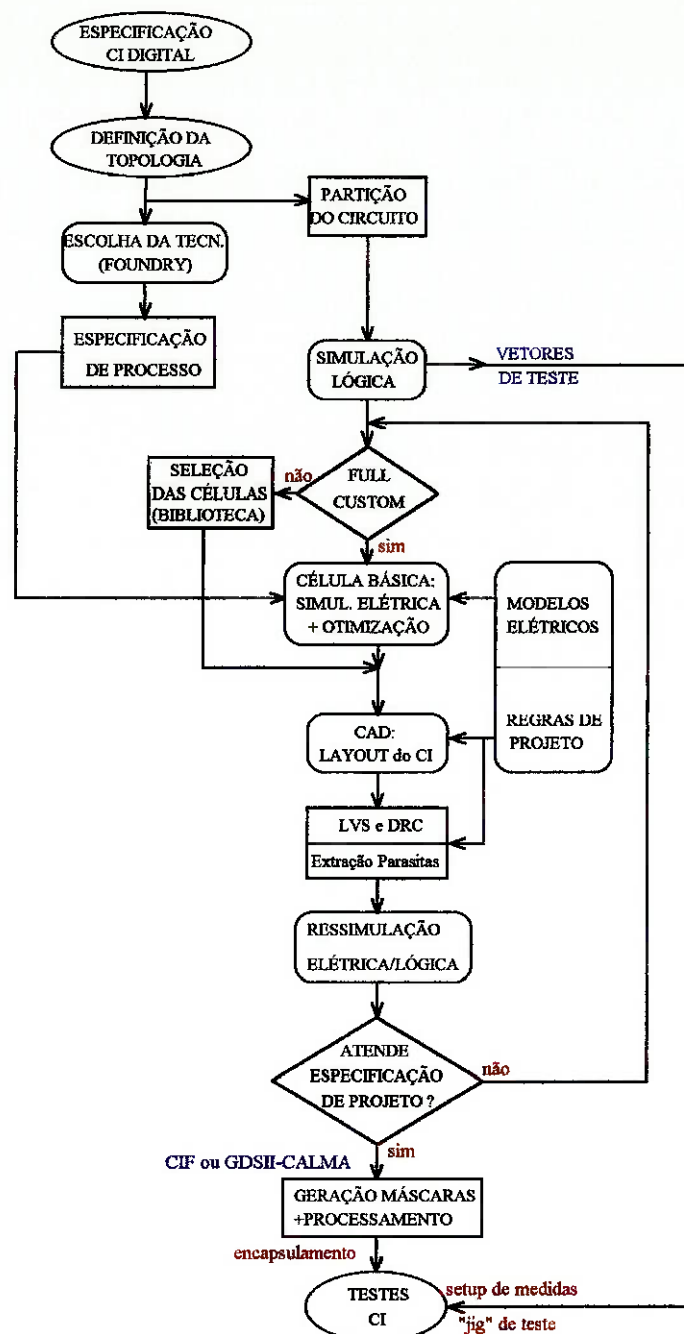 ESPECIFICAÇÃO
CI DIGITAL
DEFINIÇÃO DA
TOPOLOGIA
PARTIÇÃO
DO CIRCUITO
ESCOLHA DA TECN.
(FOUNDRY)
ESPECIFICAÇÃO
DE PROCESSO
SIMULAÇÃO
LÓGICA
VETORES
DE TESTE
SELEÇÃO
DAS CÉLULAS
(BIBLIOTECA)
não
FULL
CUSTOM
sim
CÉLULA BÁSICA:
SIMUL. ELÉTRICA
+ OTIMIZAÇÃO
MODELOS
ELÉTRICOS
REGRAS DE
PROJETO
CAD:
LAYOUT do CI
LVS e DRC
Extração Parasitas
RESSIMULAÇÃO
ELÉTRICA/LÓGICA
ATENDE
ESPECIFICAÇÃO
DE PROJETO ?
não
sim
CIF ou GDSII-CALMA
GERAÇÃO MÁSCARAS
+PROCESSAMENTO
encapsulamento
TESTES
CI
setup de medidas
"jig" de teste